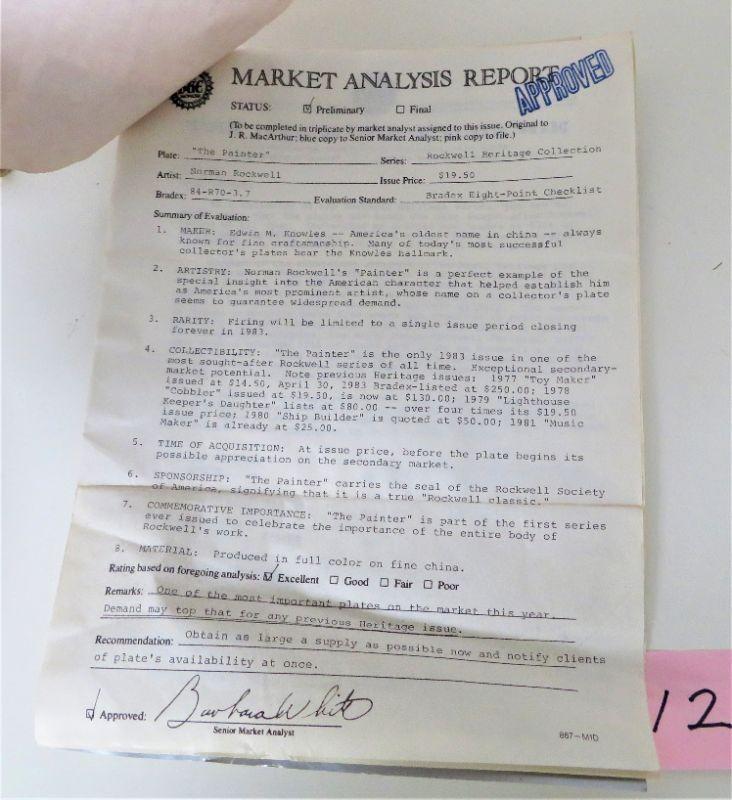 MARKET ANALYSIS REPORT
APPROVED
STATUS: Preliminary Final
(To be completed in triplicate by market analyst assigned to this issue. Original to
J. R. MacArthur; blue copy to Senior Market Analyst; pink copy to file.)
Plate: "The Painter" Series: Rockwell Heritage Collection
Artist: Norman Rockwell Issue Price: $19.50
Bradex: 84-R70-3.7 Evaluation Standard: Bradex Eight-Point Checklist
Summary of Evaluation:
1. MAKER: Edwin M. Knowles -- America's oldest name in china -- always
known for fine craftsmanship. Many of today's most successful
collector's plates bear the Knowles hallmark.
2. ARTISTRY: Norman Rockwell's "Painter" is a perfect example of the
special insight into the American character that helped establish him
as America's most prominent artist, whose name on a collector's plate
seems to guarantee widespread demand.
3. RARITY: Firing will be limited to a single issue period closing
forever in 1983.
4. COLLECTIBILITY: "The Painter" is the only 1983 issue in one of the
most sought-after Rockwell series of all time. Exceptional secondary-
market potential. Note previous Heritage issues: 1977 "Toy Maker"
issued at $14.50, April 30, 1983 Bradex-listed at $250.00; 1978
"Cobbler" issued at $19.50, is now at $130.00; 1979 "Lighthouse
Keeper's Daughter" lists at $80.00 -- over four times its $19.50
issue price; 1980 "Ship Builder" is quoted at $50.00; 1981 "Music
Maker" is already at $25.00.
5. TIME OF ACQUISITION: At issue price, before the plate begins its
possible appreciation on the secondary market.
6. SPONSORSHIP: "The Painter" carries the seal of the Rockwell Society
of America, signifying that it is a true "Rockwell classic."
7. COMMEMORATIVE IMPORTANCE: "The Painter" is part of the first series
ever issued to celebrate the importance of the entire body of
Rockwell's work.
8. MATERIAL: Produced in full color on fine china.
Rating based on foregoing analysis: Excellent Good Fair Poor
Remarks: One of the most important plates on the market this year.
Demand may top that for any previous Heritage issue.
Recommendation: Obtain as large a supply as possible now and notify clients
of plate's availability at once.
Approved: Barbara White
Senior Market Analyst
867-M1D
12